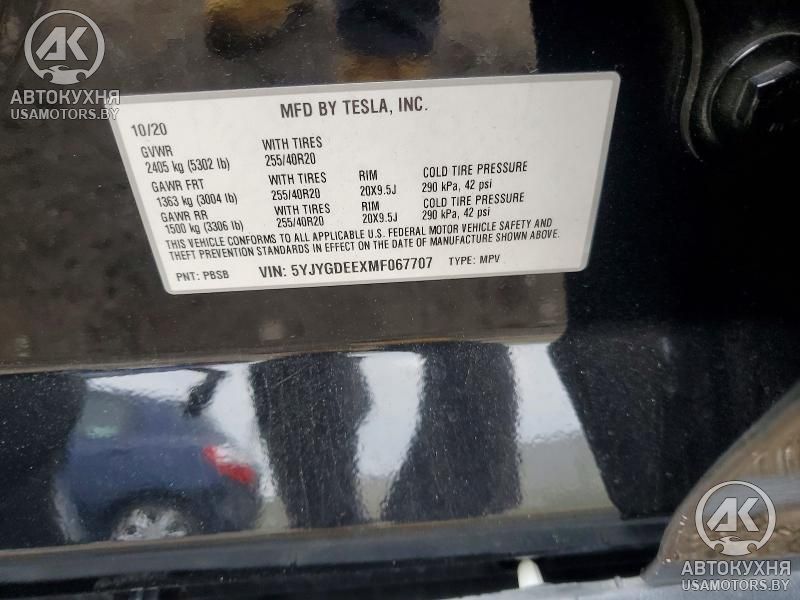 AK
АВТОКУХНЯ
USAMOTORS.BY
MFD BY TESLA, INC.
10/20
GVWR WITH TIRES
2405 kg (5302 lb) 255/40R20
GAWR FRT WITH TIRES RIM COLD TIRE PRESSURE
1363 kg (3004 lb) 255/40R20 20X9.5J 290 kPa, 42 psi
GAWR RR WITH TIRES RIM COLD TIRE PRESSURE
1500 kg (3306 lb) 255/40R20 20X9.5J 290 kPa, 42 psi
THIS VEHICLE CONFORMS TO ALL APPLICABLE U.S. FEDERAL MOTOR VEHICLE SAFETY AND
THEFT PREVENTION STANDARDS IN EFFECT ON THE DATE OF MANUFACTURE SHOWN ABOVE.
PNT: PBSB VIN: 5YJYGDEEXMF067707 TYPE: MPV
AK
АВТОКУХНЯ
USAMOTORS.BY